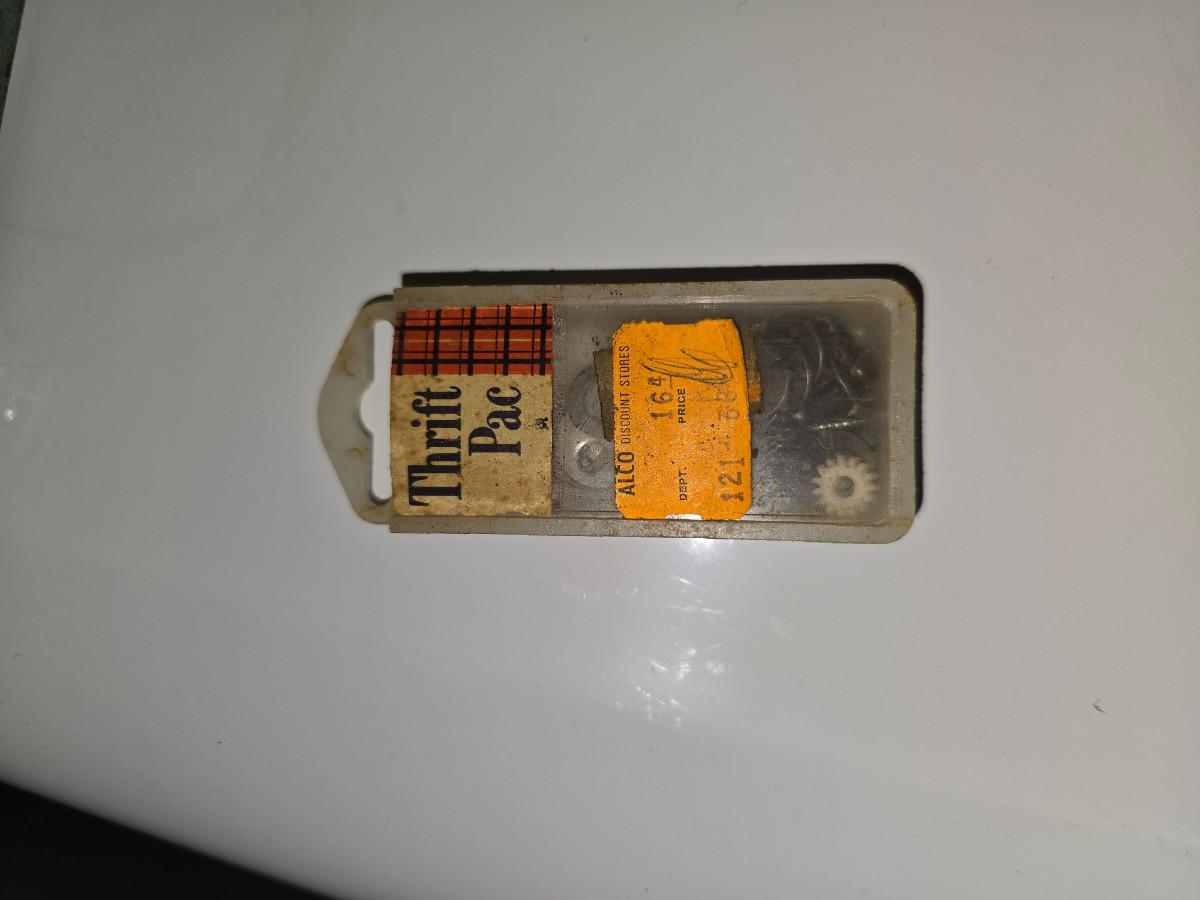 Thrift
Pac
ALCO DISCOUNT STORES
164
DEPT. PRICE
121